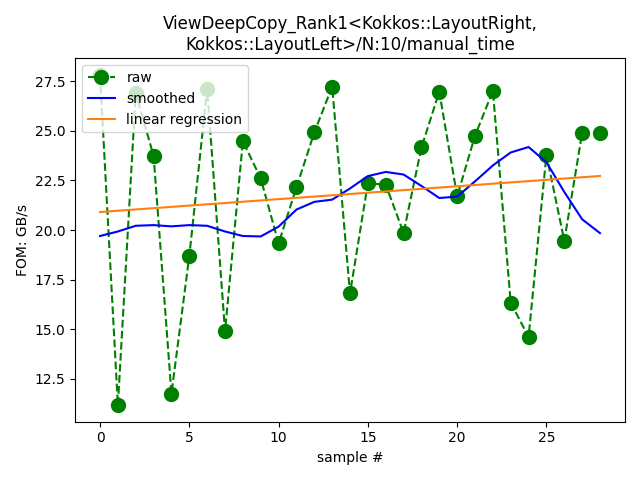 ViewDeepCopy_Rank1<Kokkos::LayoutRight,
Kokkos::LayoutLeft>/N:10/manual_time
raw
smoothed
linear regression
FOM: GB/s
27.5
25.0
22.5
20.0
17.5
15.0
12.5
0
5
10
15
20
25
sample #